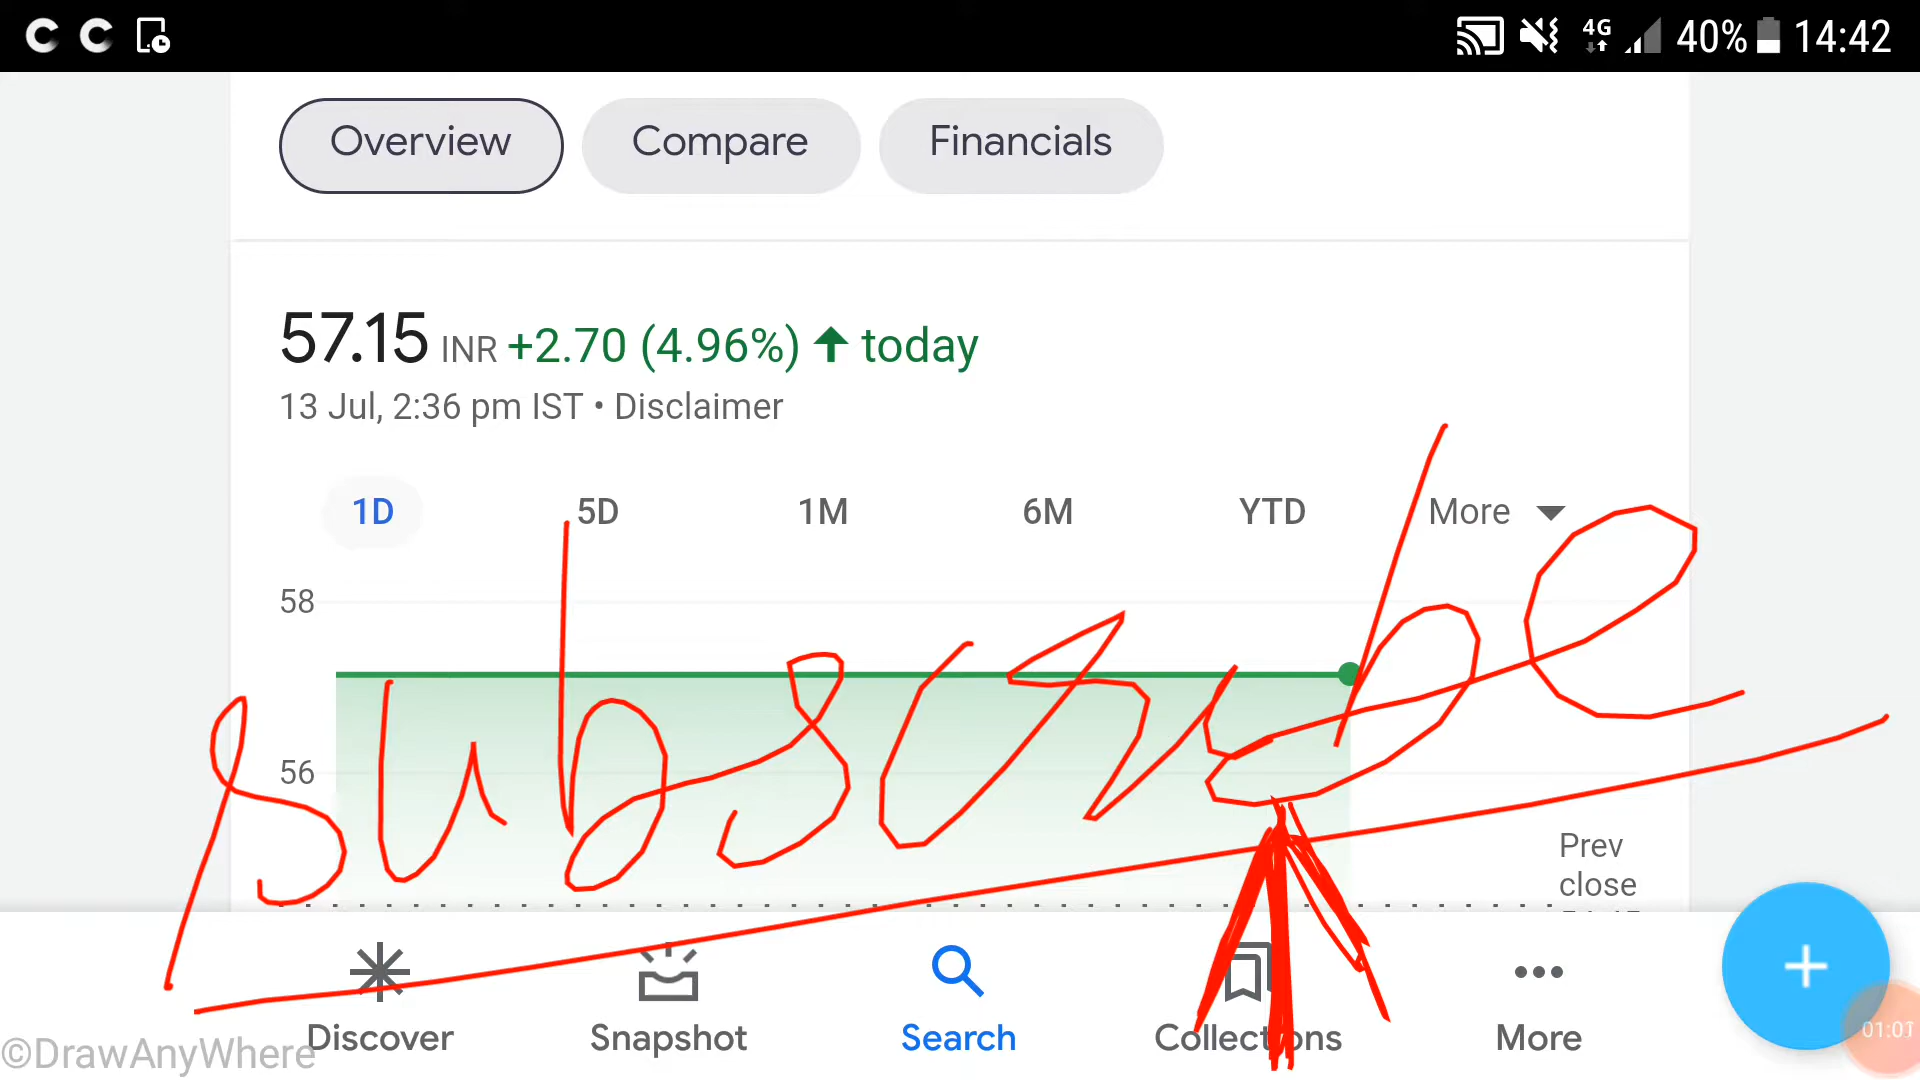 4G 40% 14:42
Overview Compare Financials
57.15 INR +2.70 (4.96%) today
13 Jul, 2:36 pm IST • Disclaimer
1D 5D 1M 6M YTD More
58
subscribe
56
Prev
close
Discover Snapshot Search Collections More
01:01
©DrawAnyWhere